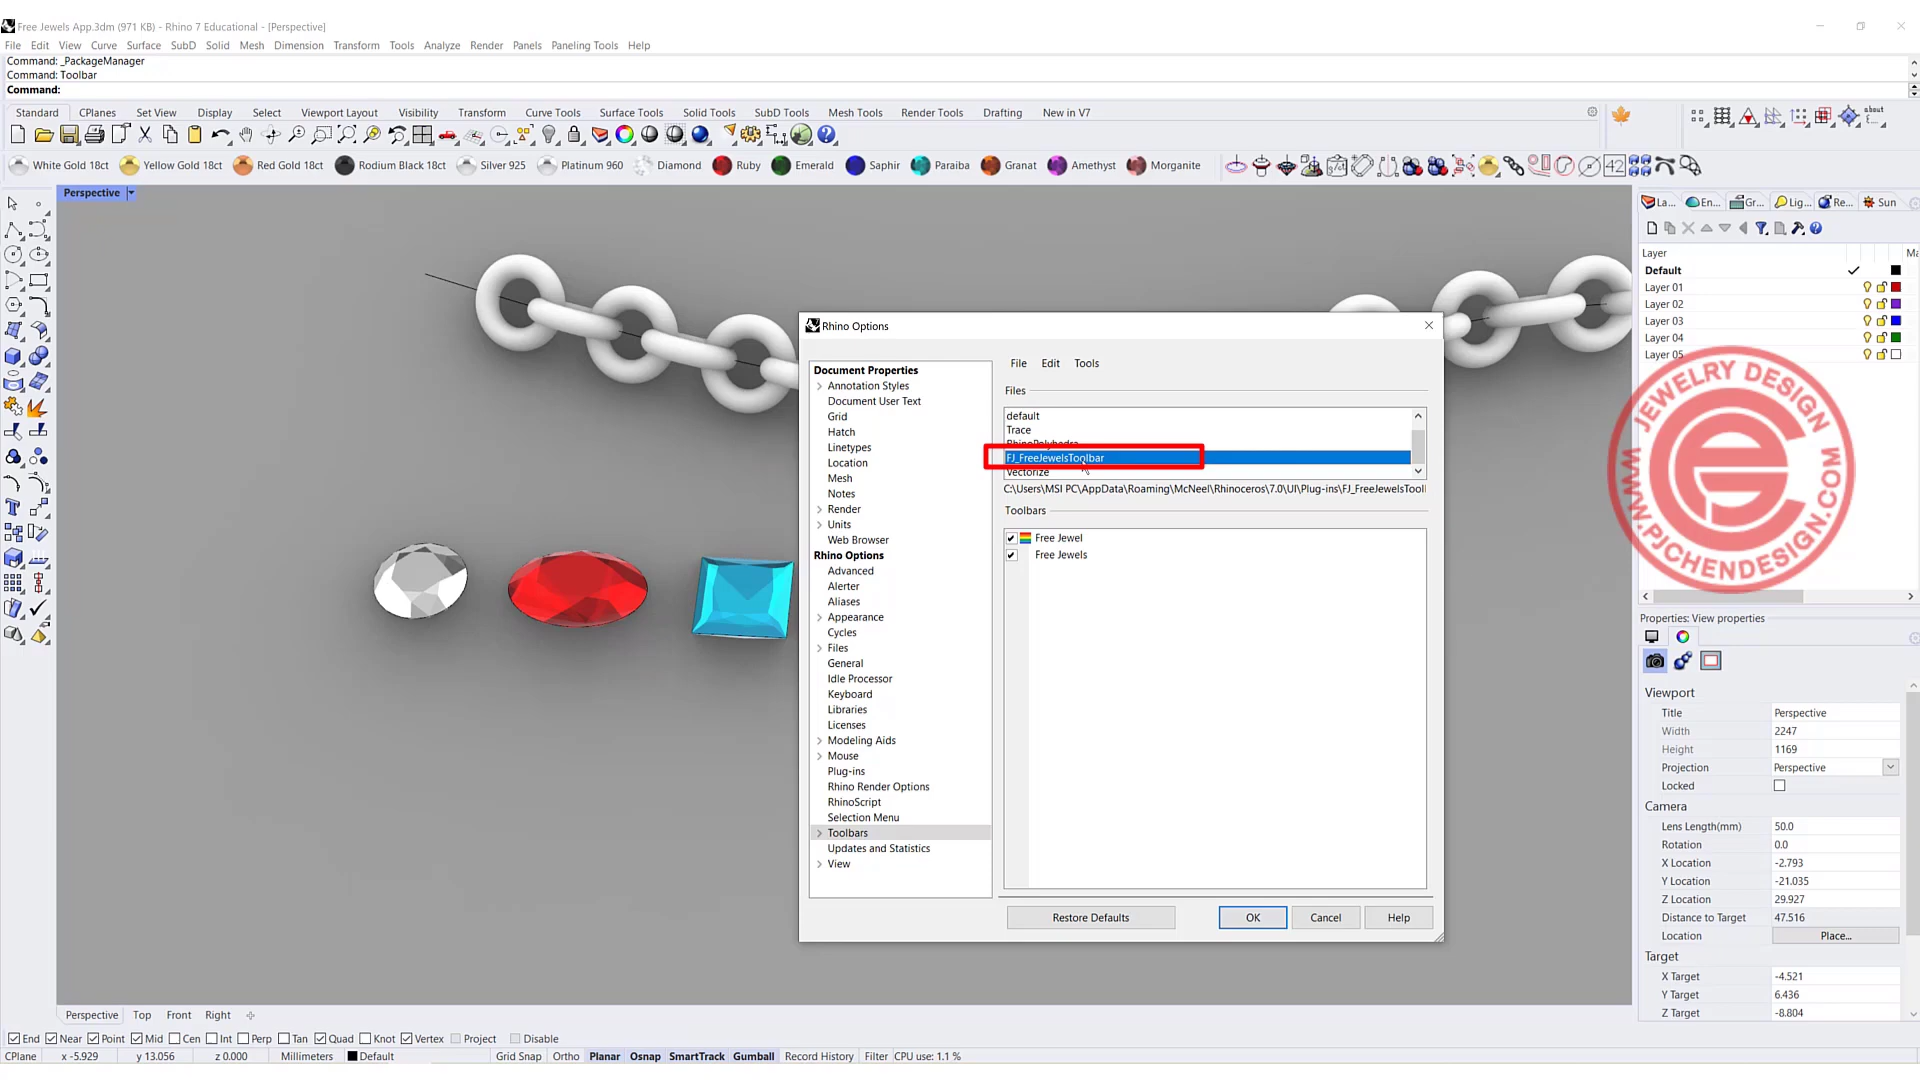 Free Jewels App.3dm (971 KB) - Rhino 7 Educational - [Perspective]
File Edit View Curve Surface SubD Solid Mesh Dimension Transform Tools Analyze Render Panels Paneling Tools Help
Command: _PackageManager
Command: Toolbar
Command:
Standard CPlanes Set View Display Select Viewport Layout Visibility Transform Curve Tools Surface Tools Solid Tools SubD Tools Mesh Tools Render Tools Drafting New in V7
about
White Gold 18ct Yellow Gold 18ct Red Gold 18ct Rodium Black 18ct Silver 925 Platinum 960 Diamond Ruby Emerald Saphir Paraiba Granat Amethyst Morganite 42
Perspective
La... En... Gr... Lig... Re... Sun
Layer Ma
Default
Layer 01
Layer 02
Layer 03
Layer 04
Layer 05
JEWELRY DESIGN
WWW.PJCHENDESIGN.COM
Rhino Options
Document Properties
Annotation Styles
Document User Text
Grid
Hatch
Linetypes
Location
Mesh
Notes
Render
Units
Web Browser
Rhino Options
Advanced
Alerter
Aliases
Appearance
Cycles
Files
General
Idle Processor
Keyboard
Libraries
Licenses
Modeling Aids
Mouse
Plug-ins
Rhino Render Options
RhinoScript
Selection Menu
Toolbars
Updates and Statistics
View
File Edit Tools
Files
default
Trace
RhinoPolyhedra
FJ_FreeJewelsToolbar
Vectorize
C:\Users\MSI PC\AppData\Roaming\McNeel\Rhinoceros\7.0\UI\Plug-ins\FJ_FreeJewelsTool
Toolbars
Free Jewel
Free Jewels
Restore Defaults OK Cancel Help
Properties: View properties
Viewport
Title Perspective
Width 2247
Height 1169
Projection Perspective
Locked
Camera
Lens Length(mm) 50.0
Rotation 0.0
X Location -2.793
Y Location -21.035
Z Location 29.927
Distance to Target 47.516
Location Place...
Target
X Target -4.521
Y Target 6.436
Z Target -8.804
Perspective Top Front Right
End Near Point Mid Cen Int Perp Tan Quad Knot Vertex Project Disable
CPlane x -5.929 y 13.056 z 0.000 Millimeters Default Grid Snap Ortho Planar Osnap SmartTrack Gumball Record History Filter CPU use: 1.1 %